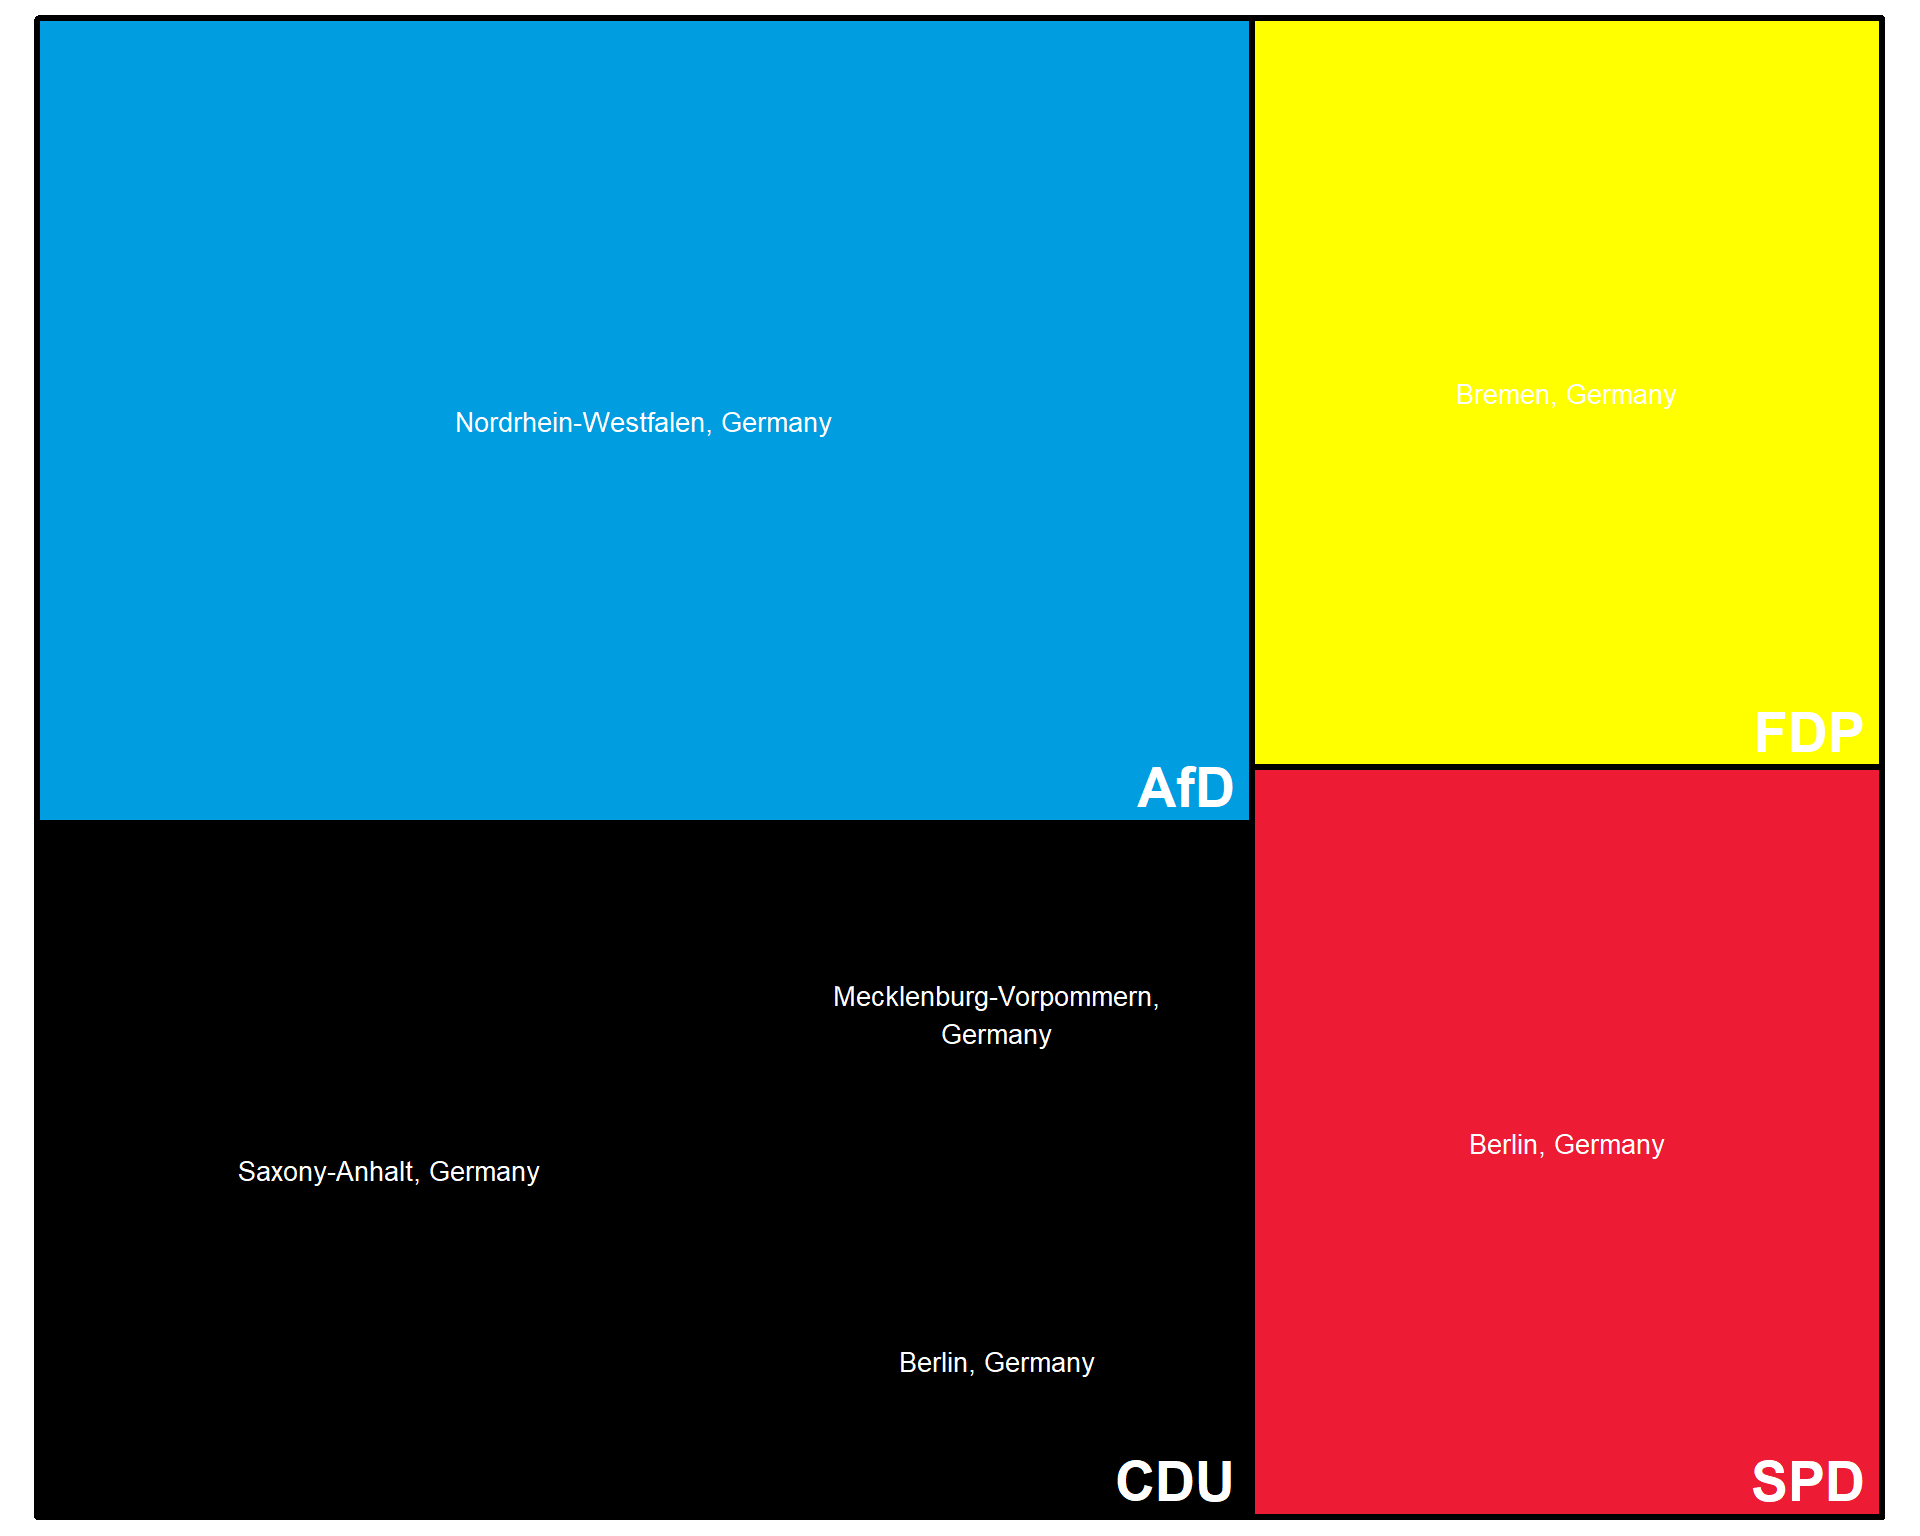 Nordrhein-Westfalen, Germany
AfD
Bremen, Germany
FDP
Mecklenburg-Vorpommern,
Germany
Saxony-Anhalt, Germany
Berlin, Germany
CDU
Berlin, Germany
SPD